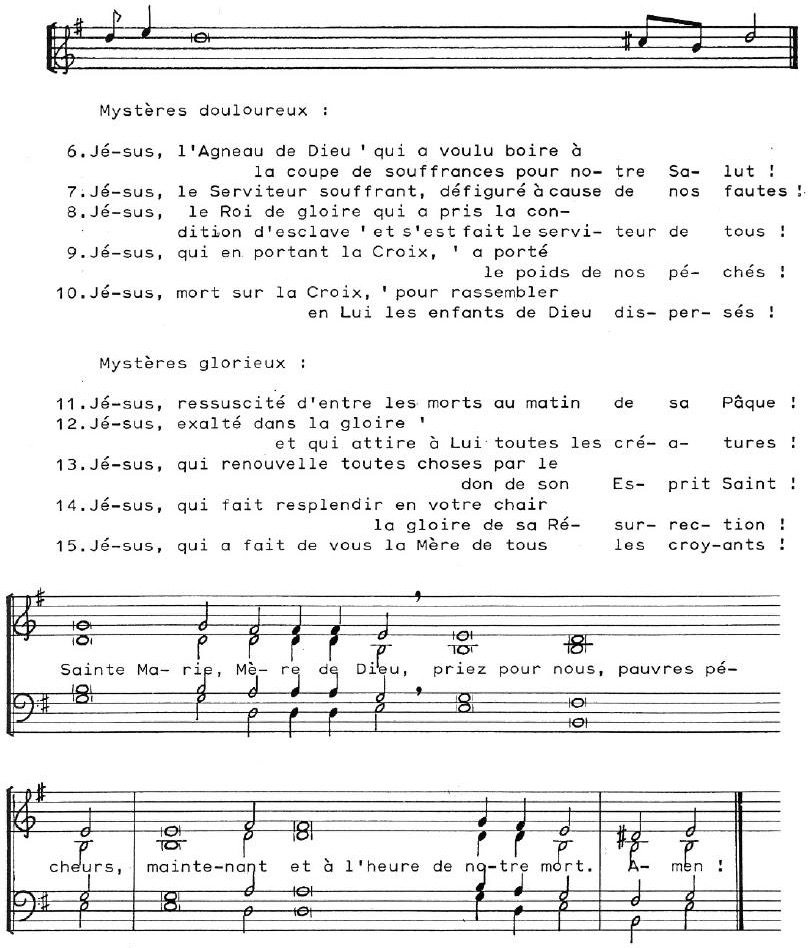 Mystères douloureux :
6.Jé-sus, l'Agneau de Dieu ' qui a voulu boire à
la coupe de souffrances pour no- tre Sa- lut !
7.Jé-sus, le Serviteur souffrant, défiguré à cause de nos fautes !
8.Jé-sus, le Roi de gloire qui a pris la con-
dition d'esclave ' et s'est fait le servi- teur de tous !
9.Jé-sus, qui en portant la Croix, ' a porté
le poids de nos pé- chés !
10.Jé-sus, mort sur la Croix, ' pour rassembler
en Lui les enfants de Dieu dis- per- sés !
Mystères glorieux :
11.Jé-sus, ressuscité d'entre les morts au matin de sa Pâque !
12.Jé-sus, exalté dans la gloire '
et qui attire à Lui toutes les cré- a- tures !
13.Jé-sus, qui renouvelle toutes choses par le
don de son Es- prit Saint !
14.Jé-sus, qui fait resplendir en votre chair
la gloire de sa Ré- sur- rec- tion !
15.Jé-sus, qui a fait de vous la Mère de tous les croy-ants !
Sainte Ma- rie, Mè- re de Dieu, priez pour nous, pauvres pé-
cheurs, mainte-nant et à l'heure de no-tre mort. A- men !